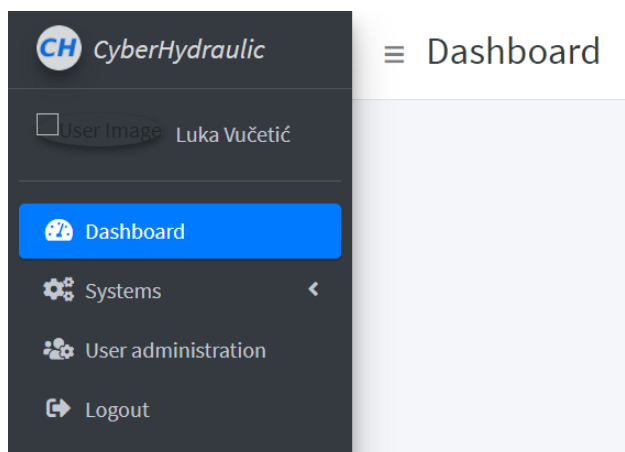 CH CyberHydraulic
Dashboard
User Image Luka Vučetić
Dashboard
Systems
User administration
Logout